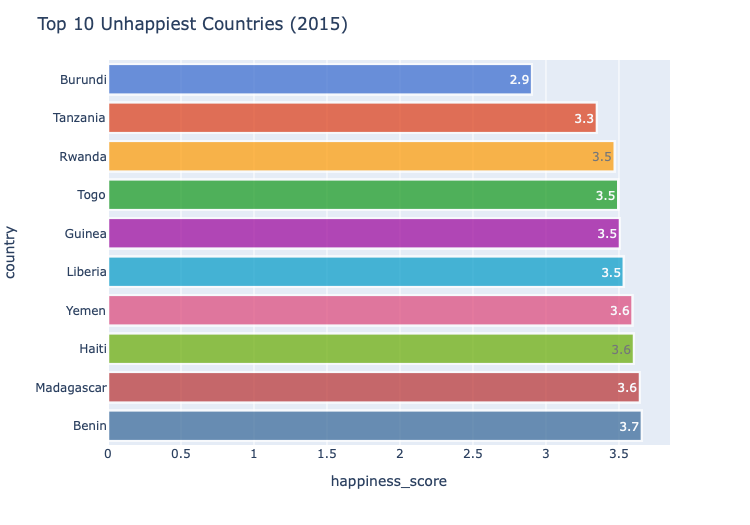 Top 10 Unhappiest Countries (2015)
country
Burundi 2.9
Tanzania 3.3
Rwanda 3.5
Togo 3.5
Guinea 3.5
Liberia 3.5
Yemen 3.6
Haiti 3.6
Madagascar 3.6
Benin 3.7
0 0.5 1 1.5 2 2.5 3 3.5
happiness_score